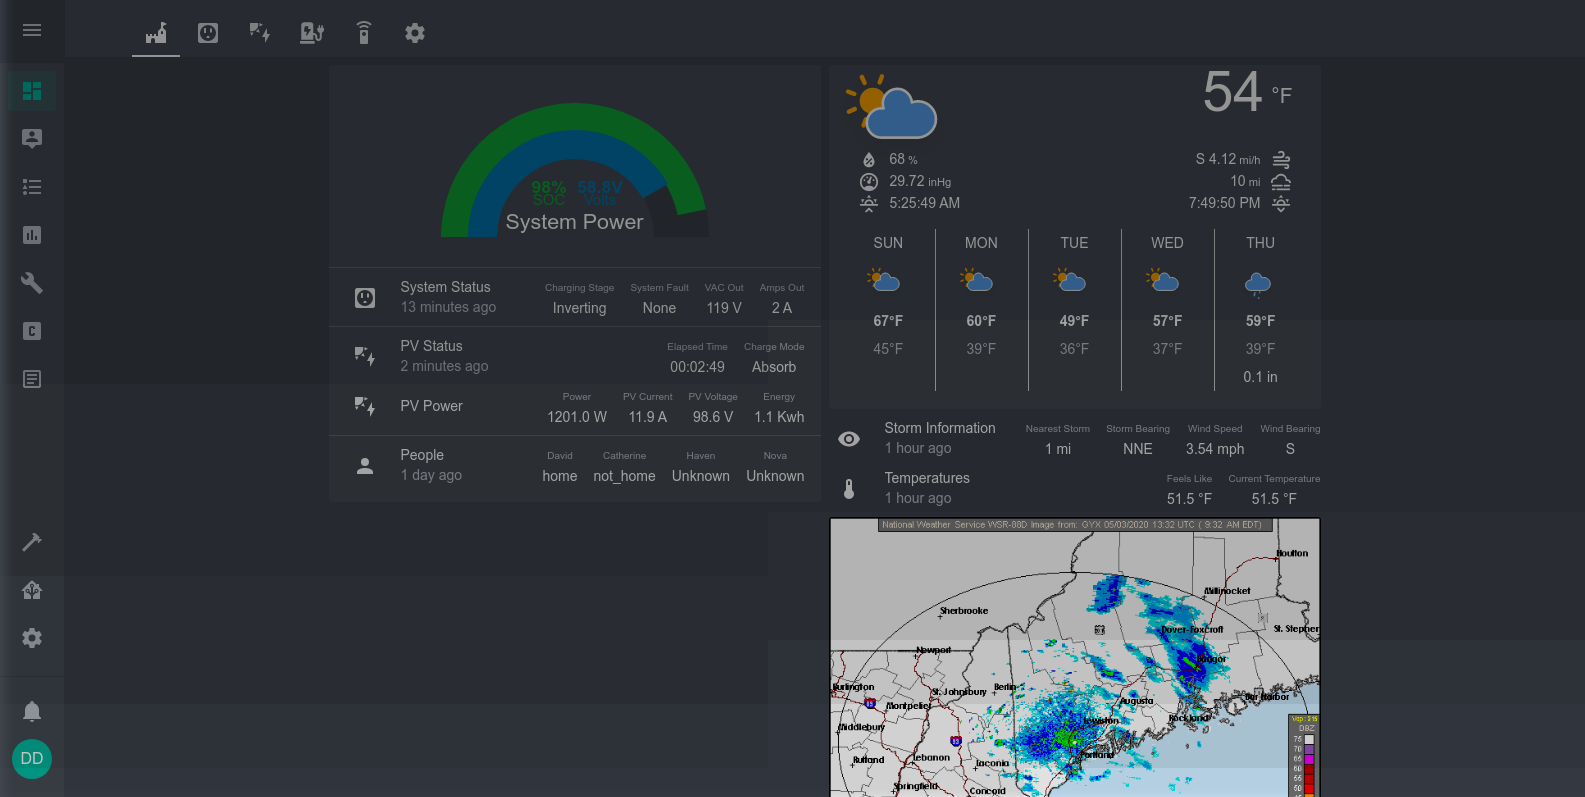 98% 58.8V
SOC Volts
System Power
System Status
13 minutes ago
Charging Stage System Fault VAC Out Amps Out
Inverting None 119 V 2 A
PV Status
2 minutes ago
Elapsed Time Charge Mode
00:02:49 Absorb
PV Power
Power PV Current PV Voltage Energy
1201.0 W 11.9 A 98.6 V 1.1 Kwh
People
1 day ago
David Catherine Haven Nova
home not_home Unknown Unknown
54 °F
68 % S 4.12 mi/h
29.72 inHg 10 mi
5:25:49 AM 7:49:50 PM
SUN MON TUE WED THU
67°F 60°F 49°F 57°F 59°F
45°F 39°F 36°F 37°F 39°F
0.1 in
Storm Information
1 hour ago
Nearest Storm Storm Bearing Wind Speed Wind Bearing
1 mi NNE 3.54 mph S
Temperatures
1 hour ago
Feels Like Current Temperature
51.5 °F 51.5 °F
National Weather Service WSR-88D Image from: GYX 05/03/2020 13:32 UTC ( 9:32 AM EDT)
Houlton
Millinocket
Sherbrooke
Dover-Foxcroft
St. Stephen
Newport
Bangor
Burlington
St. Johnsbury
Berlin
Bar Harbor
Montpelier
Augusta
Rockland
Middlebury
Lewiston
Portland
Rutland
Lebanon
Laconia
Springfield
Concord
DBZ
75
70
65
60
55
50
C
DD